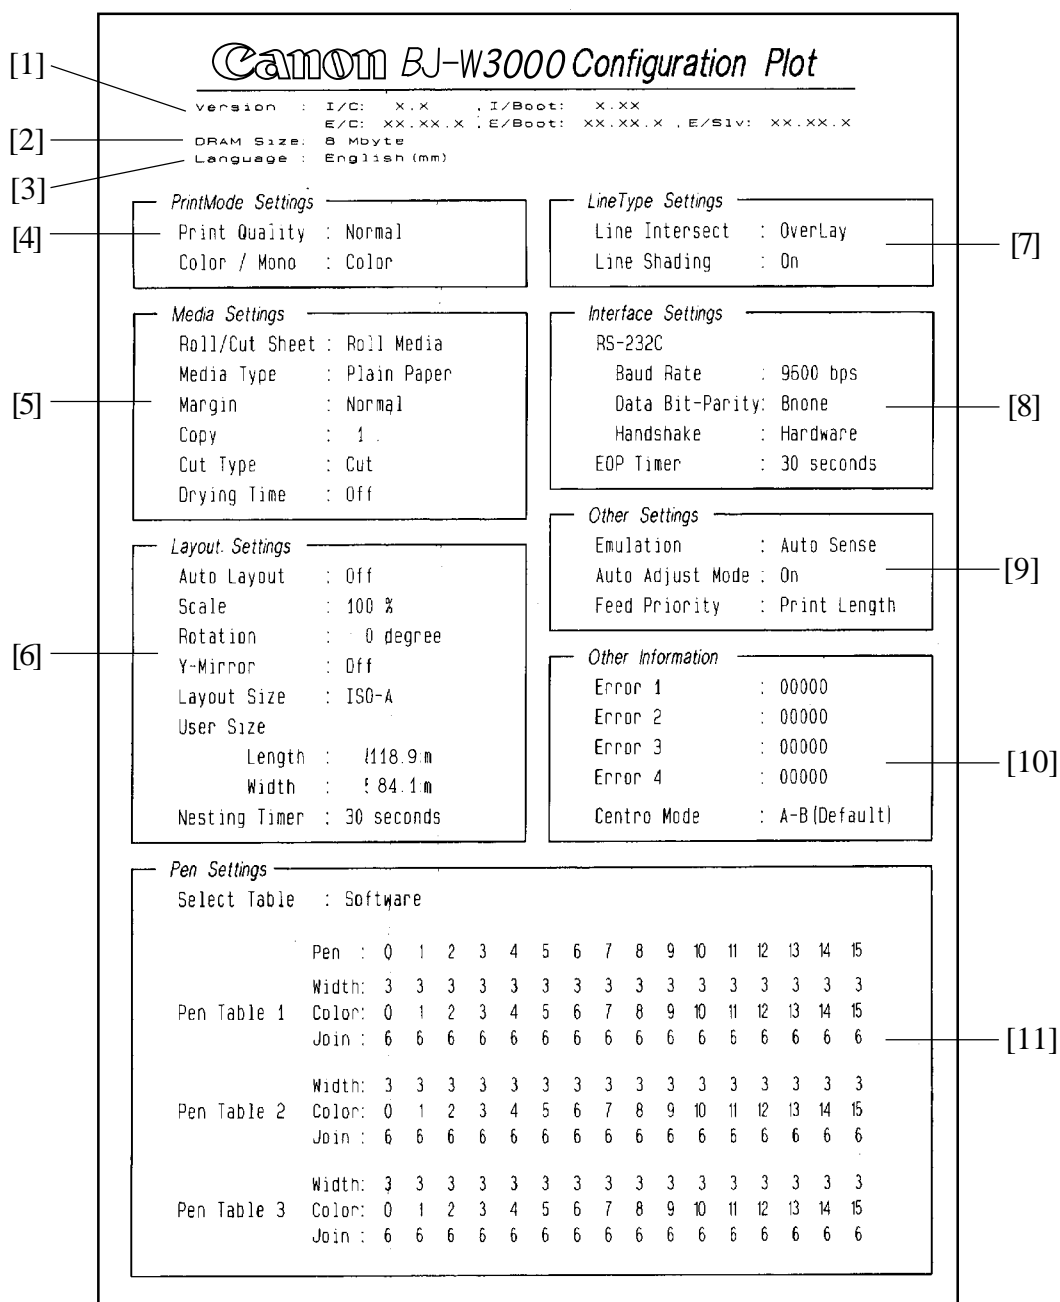 Canon BJ-W3000 Configuration Plot
[1]
Version : I/C: X.X , I/Boot: X.XX
E/C: XX.XX.X , E/Boot: XX.XX.X , E/Slv: XX.XX.X
[2]
DRAM Size: 8 Mbyte
[3]
Language : English(mm)
PrintMode Settings
[4]
Print Quality : Normal
Color / Mono : Color
Media Settings
Roll/Cut Sheet : Roll Media
Media Type : Plain Paper
[5]
Margin : Normal
Copy : 1
Cut Type : Cut
Drying Time : Off
Layout Settings
Auto Layout : Off
Scale : 100 %
Rotation : 0 degree
[6]
Y-Mirror : Off
Layout Size : ISO-A
User Size
Length :
Width :
Nesting Timer : 30 seconds
LineType Settings
Line Intersect : OverLay
[7]
Line Shading : On
Interface Settings
RS-232C
Baud Rate : 9600 bps
Data Bit-Parity: 8none
[8]
Handshake : Hardware
EOP Timer : 30 seconds
Other Settings
Emulation : Auto Sense
[9]
Auto Adjust Mode : On
Feed Priority : Print Length
Other Information
Error 1 : 00000
Error 2 : 00000
Error 3 : 00000
[10]
Error 4 : 00000
Centro Mode : A-B(Default)
Pen Settings
Select Table : Software
Pen : 0 1 2 3 4 5 6 7 8 9 10 11 12 13 14 15
Width: 3 3 3 3 3 3 3 3 3 3 3 3 3 3 3 3
Pen Table 1 Color: 0 1 2 3 4 5 6 7 8 9 10 11 12 13 14 15
Join : 6 6 6 6 6 6 6 6 6 6 6 6 6 6 6 6
[11]
Width: 3 3 3 3 3 3 3 3 3 3 3 3 3 3 3 3
Pen Table 2 Color: 0 1 2 3 4 5 6 7 8 9 10 11 12 13 14 15
Join : 6 6 6 6 6 6 6 6 6 6 6 6 6 6 6 6
Width: 3 3 3 3 3 3 3 3 3 3 3 3 3 3 3 3
Pen Table 3 Color: 0 1 2 3 4 5 6 7 8 9 10 11 12 13 14 15
Join : 6 6 6 6 6 6 6 6 6 6 6 6 6 6 6 6